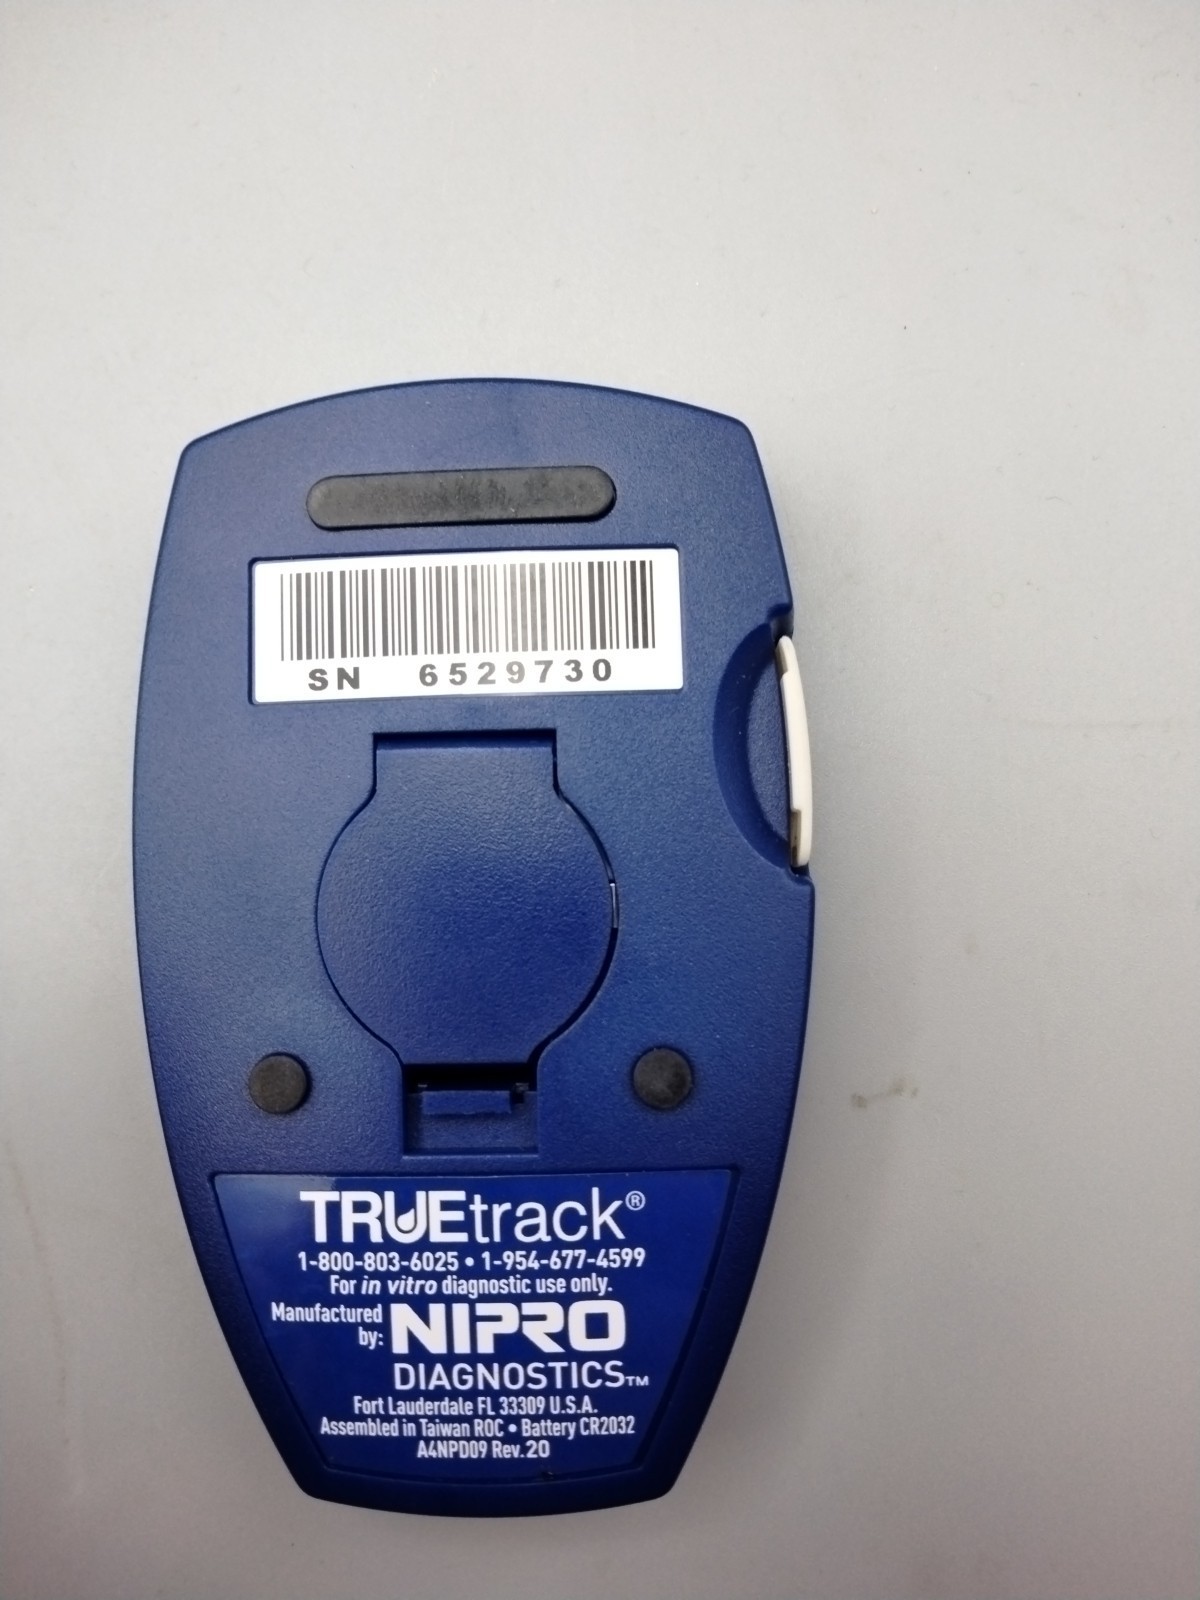 SN 6529730
TRUEtrack®
1-800-803-6025 • 1-954-677-4599
For in vitro diagnostic use only.
Manufactured by: NIPRO
DIAGNOSTICS™
Fort Lauderdale FL 33309 U.S.A.
Assembled in Taiwan ROC • Battery CR2032
A4NPD09 Rev.20